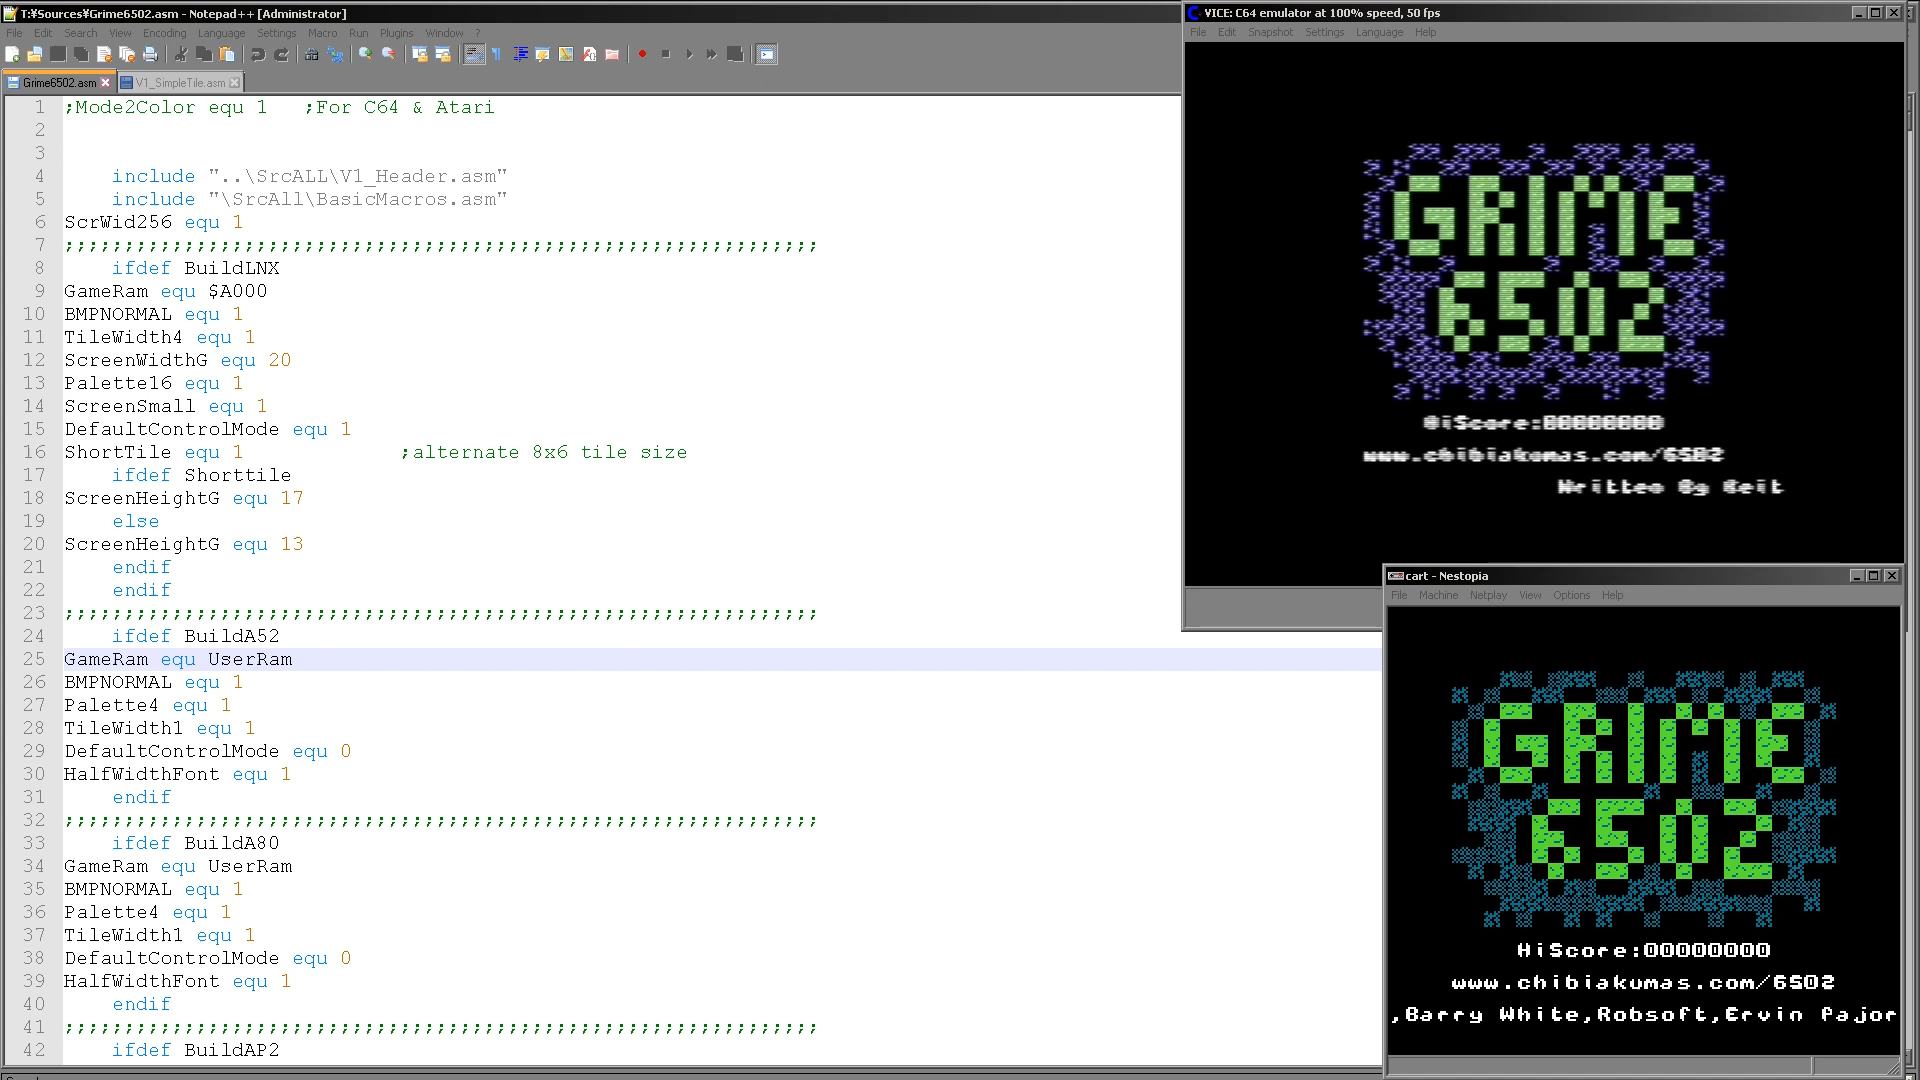 T:¥Sources¥Grime6502.asm - Notepad++ [Administrator]
File Edit Search View Encoding Language Settings Macro Run Plugins Window ?
Grime6502.asm V1_SimpleTile.asm
1 ;Mode2Color equ 1 ;For C64 & Atari
2
3
4 include "..\SrcALL\V1_Header.asm"
5 include "\SrcAll\BasicMacros.asm"
6 ScrWid256 equ 1
7 ;;;;;;;;;;;;;;;;;;;;;;;;;;;;;;;;;;;;;;;;;;;;;;;;;;;;;;;;;;;;;;;
8 ifdef BuildLNX
9 GameRam equ $A000
10 BMPNORMAL equ 1
11 TileWidth4 equ 1
12 ScreenWidthG equ 20
13 Palette16 equ 1
14 ScreenSmall equ 1
15 DefaultControlMode equ 1
16 ShortTile equ 1 ;alternate 8x6 tile size
17 ifdef Shorttile
18 ScreenHeightG equ 17
19 else
20 ScreenHeightG equ 13
21 endif
22 endif
23 ;;;;;;;;;;;;;;;;;;;;;;;;;;;;;;;;;;;;;;;;;;;;;;;;;;;;;;;;;;;;;;;
24 ifdef BuildA52
25 GameRam equ UserRam
26 BMPNORMAL equ 1
27 Palette4 equ 1
28 TileWidth1 equ 1
29 DefaultControlMode equ 0
30 HalfWidthFont equ 1
31 endif
32 ;;;;;;;;;;;;;;;;;;;;;;;;;;;;;;;;;;;;;;;;;;;;;;;;;;;;;;;;;;;;;;;
33 ifdef BuildA80
34 GameRam equ UserRam
35 BMPNORMAL equ 1
36 Palette4 equ 1
37 TileWidth1 equ 1
38 DefaultControlMode equ 0
39 HalfWidthFont equ 1
40 endif
41 ;;;;;;;;;;;;;;;;;;;;;;;;;;;;;;;;;;;;;;;;;;;;;;;;;;;;;;;;;;;;;;;
42 ifdef BuildAP2
VICE: C64 emulator at 100% speed, 50 fps
File Edit Snapshot Settings Language Help
GRIME
6502
HiScore:00000000
www.chibiakumas.com/6502
Written By Keit
cart - Nestopia
File Machine Netplay View Options Help
GRIME
6502
HiScore:00000000
www.chibiakumas.com/6502
,Barry White,Robsoft,Ervin Pajor